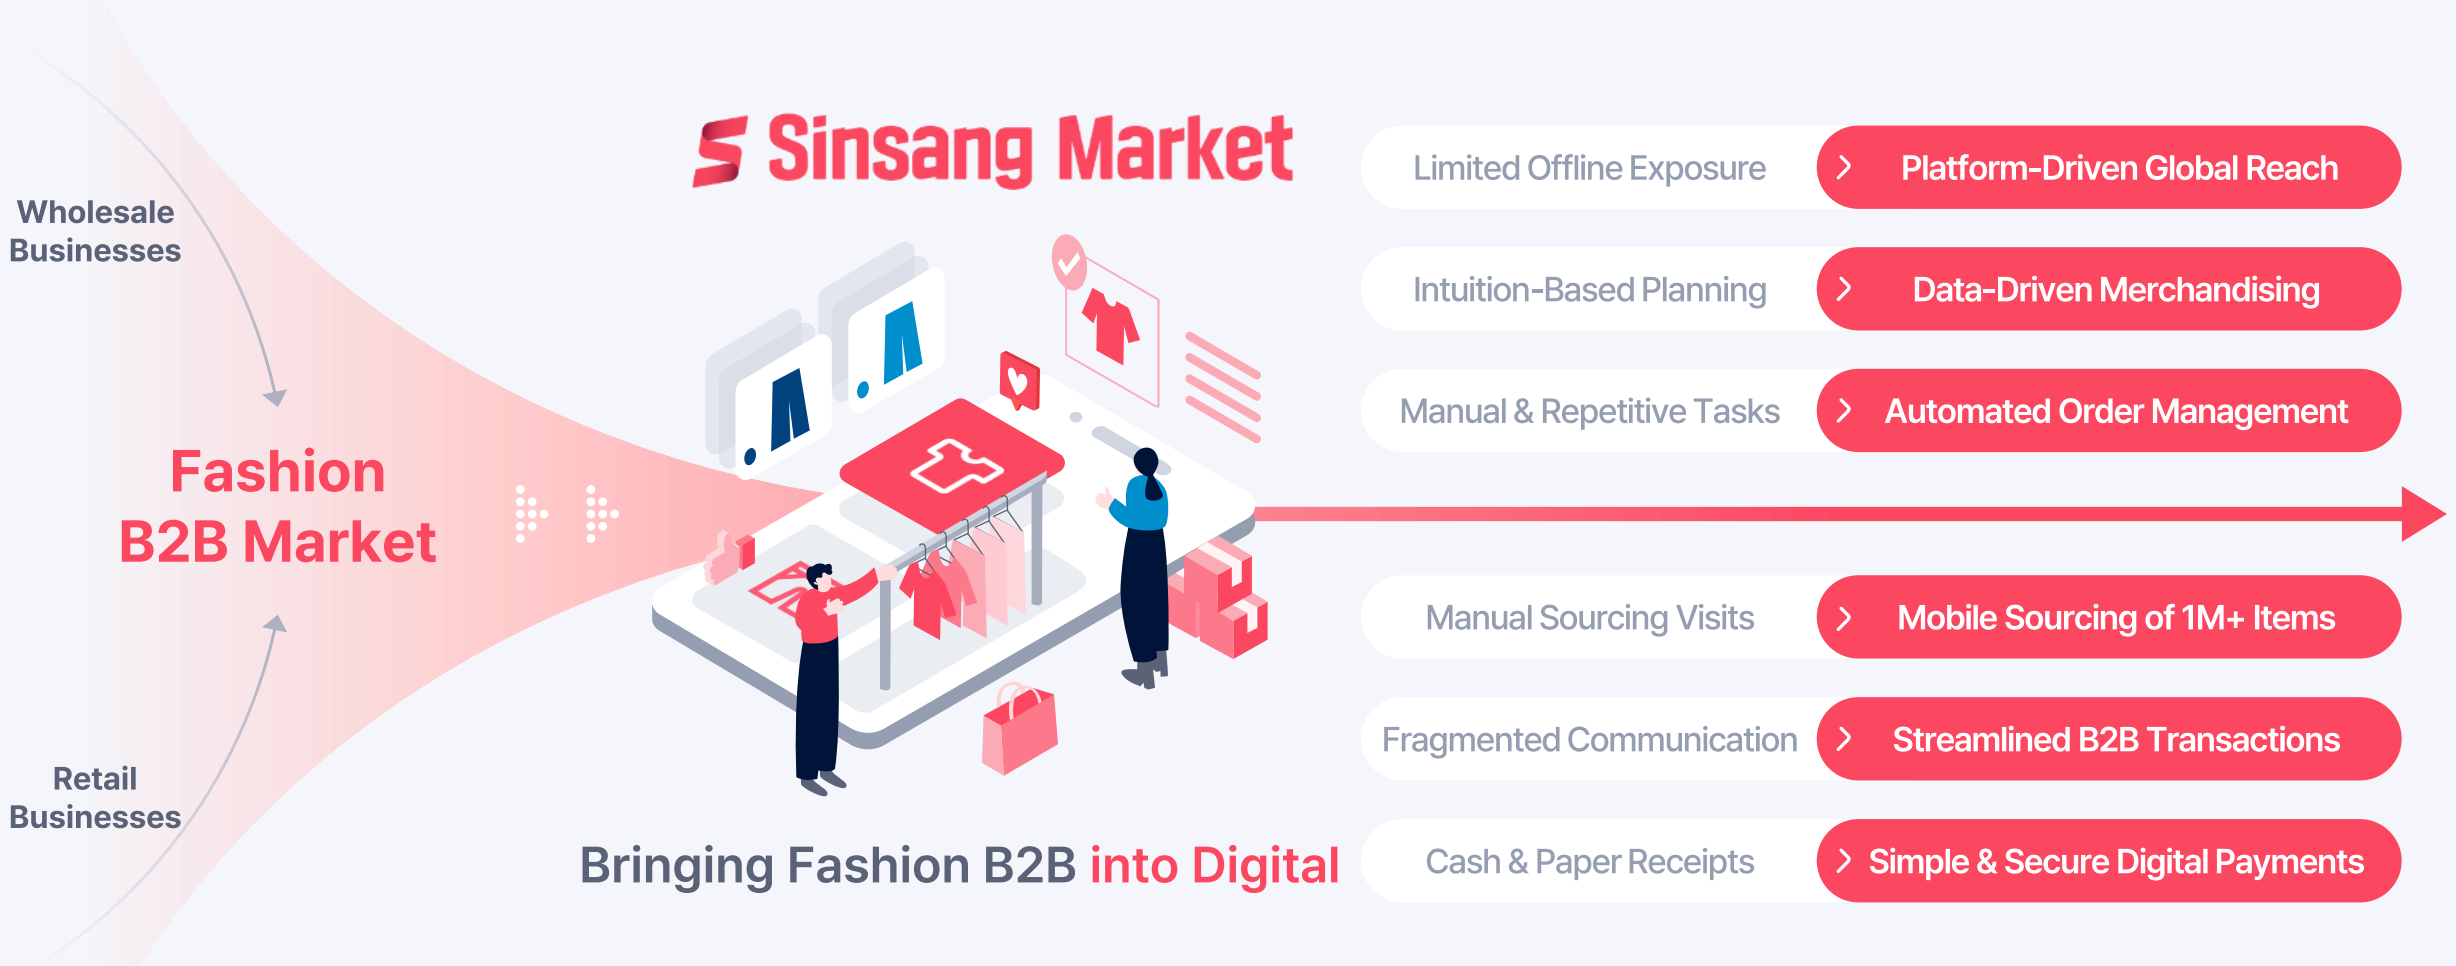 Wholesale
Businesses
Fashion
B2B Market
Retail
Businesses
Sinsang Market
Bringing Fashion B2B into Digital
Limited Offline Exposure > Platform-Driven Global Reach
Intuition-Based Planning > Data-Driven Merchandising
Manual & Repetitive Tasks > Automated Order Management
Manual Sourcing Visits > Mobile Sourcing of 1M+ Items
Fragmented Communication > Streamlined B2B Transactions
Cash & Paper Receipts > Simple & Secure Digital Payments